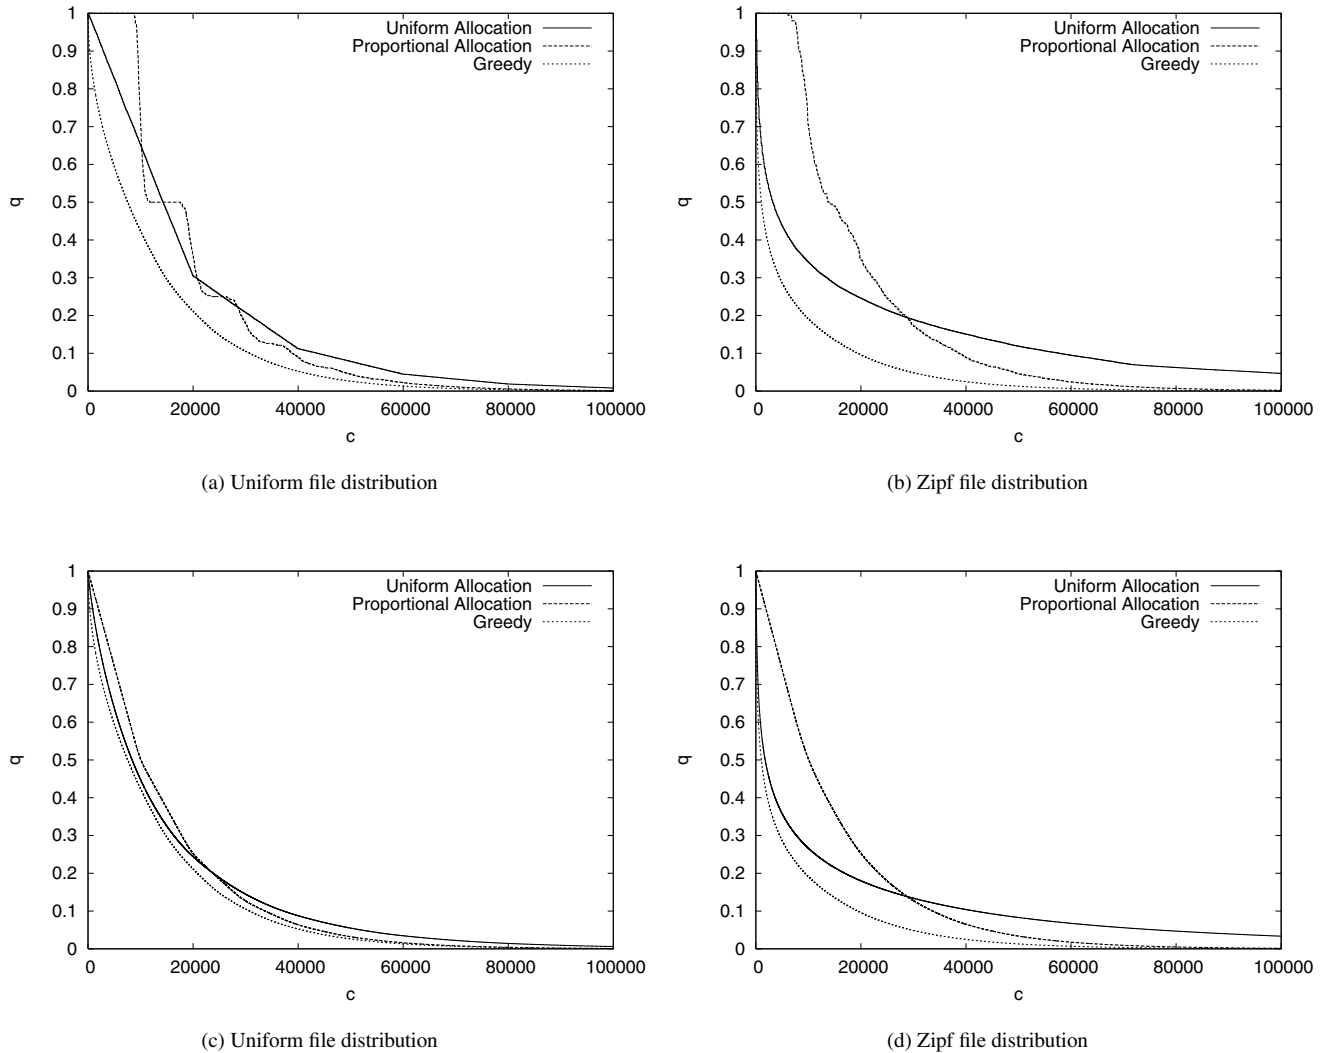 1
0.9
0.8
0.7
0.6
0.5
0.4
0.3
0.2
0.1
0
q
Uniform Allocation
Proportional Allocation
Greedy
0 20000 40000 60000 80000 100000
c
(a) Uniform file distribution
1
0.9
0.8
0.7
0.6
0.5
0.4
0.3
0.2
0.1
0
q
Uniform Allocation
Proportional Allocation
Greedy
0 20000 40000 60000 80000 100000
c
(b) Zipf file distribution
1
0.9
0.8
0.7
0.6
0.5
0.4
0.3
0.2
0.1
0
q
Uniform Allocation
Proportional Allocation
Greedy
0 20000 40000 60000 80000 100000
c
(c) Uniform file distribution
1
0.9
0.8
0.7
0.6
0.5
0.4
0.3
0.2
0.1
0
q
Uniform Allocation
Proportional Allocation
Greedy
0 20000 40000 60000 80000 100000
c
(d) Zipf file distribution